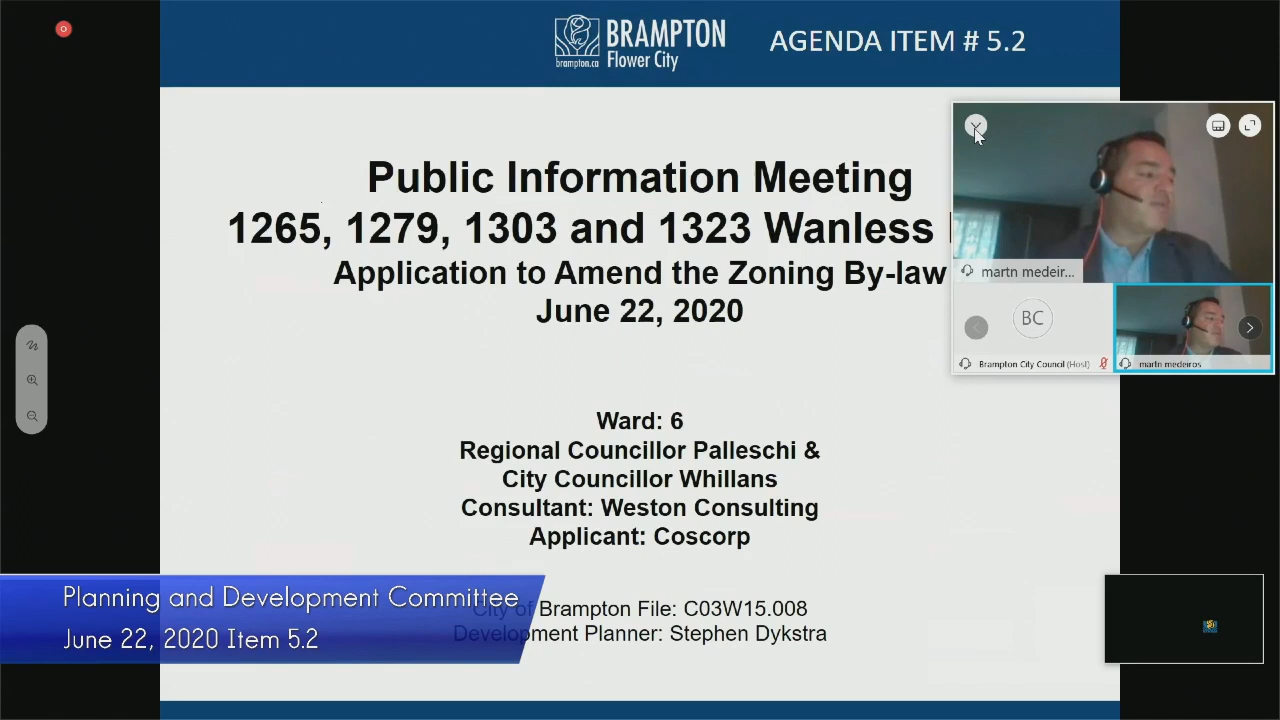 BRAMPTON
brampton.ca
Flower City
AGENDA ITEM # 5.2
Public Information Meeting
1265, 1279, 1303 and 1323 Wanless
Application to Amend the Zoning By-law
June 22, 2020
martn medeir...
BC
Brampton City Council (Host)
martn medeiros
Ward: 6
Regional Councillor Palleschi &
City Councillor Whillans
Consultant: Weston Consulting
Applicant: Coscorp
City of Brampton File: C03W15.008
Development Planner: Stephen Dykstra
Planning and Development Committee
June 22, 2020 Item 5.2